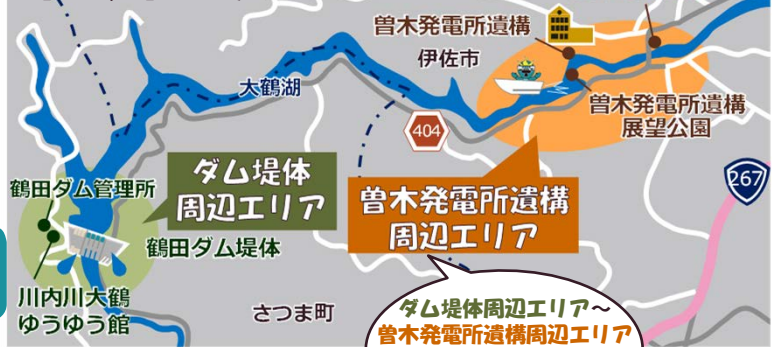 曽木発電所遺構
伊佐市
大鶴湖
曽木発電所遺構
展望公園
404
ダム堤体
周辺エリア
267
鶴田ダム管理所
曽木発電所遺構
周辺エリア
鶴田ダム堤体
川内川大鶴
ゆうゆう館
さつま町
ダム堤体周辺エリア～
曽木発電所遺構周辺エリア